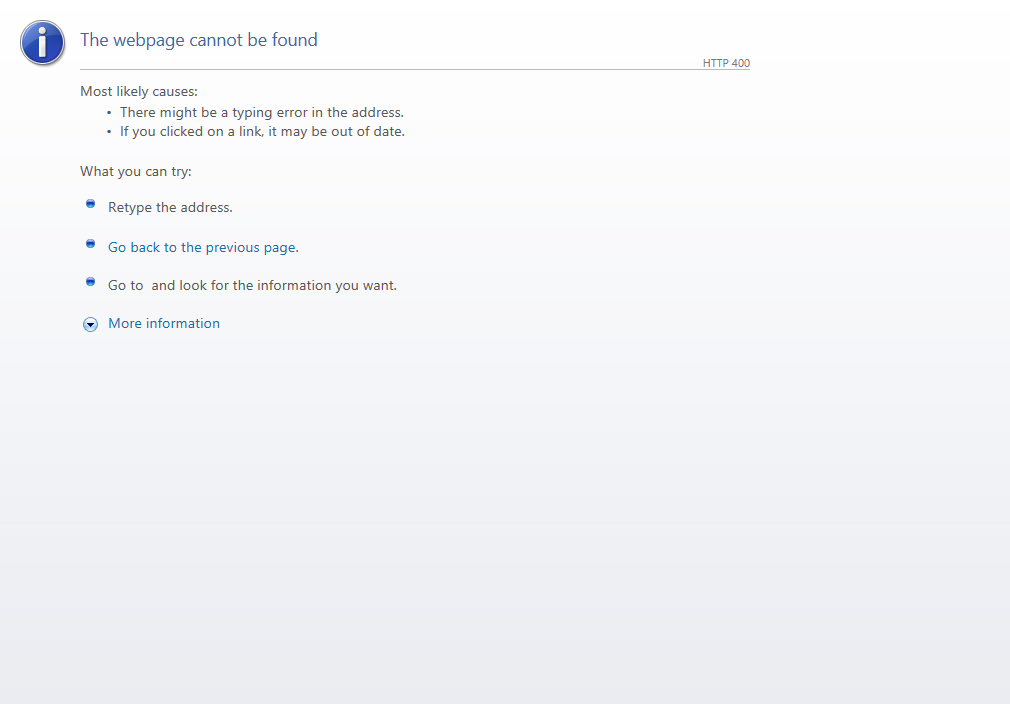 The webpage cannot be found
HTTP 400
Most likely causes:
• There might be a typing error in the address.
• If you clicked on a link, it may be out of date.
What you can try:
Retype the address.
Go back to the previous page.
Go to  and look for the information you want.
More information